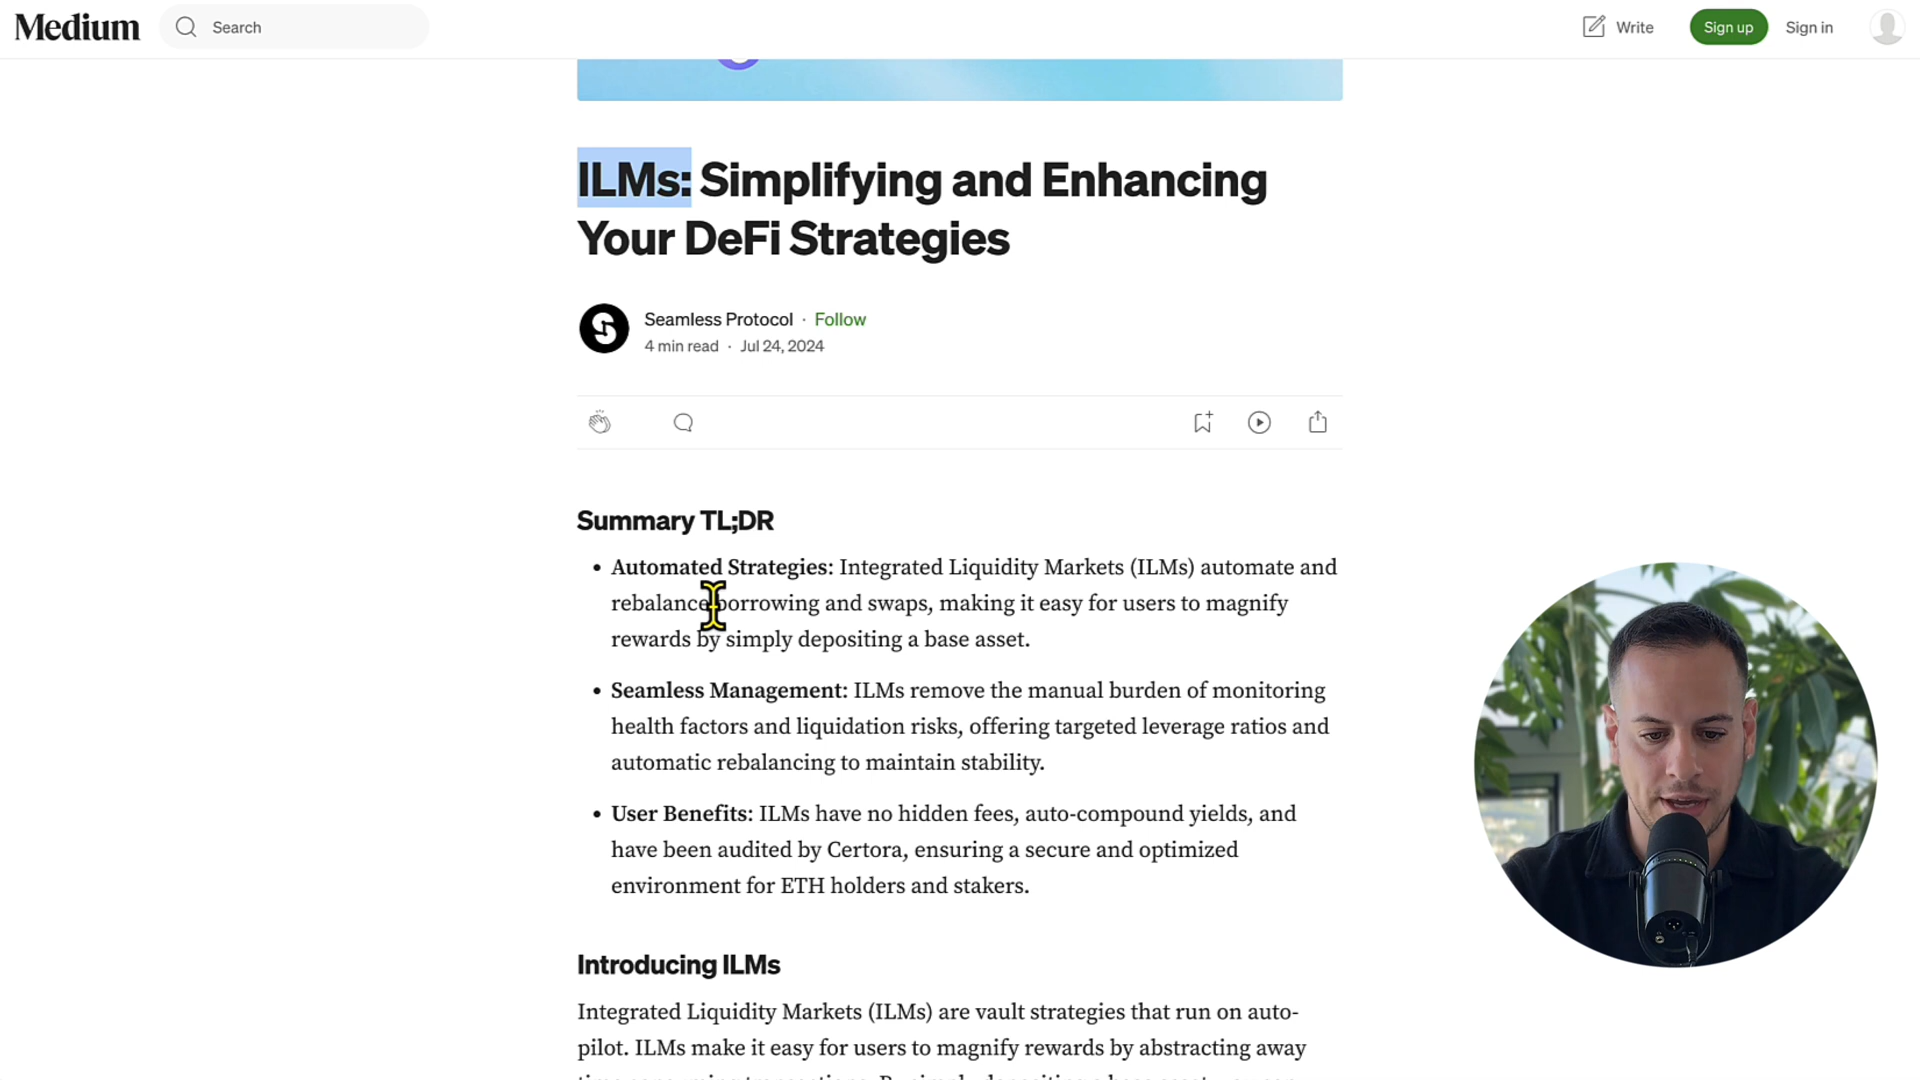 Medium
Search
Write
Sign up
Sign in
ILMs: Simplifying and Enhancing
Your DeFi Strategies
Seamless Protocol · Follow
4 min read · Jul 24, 2024
Summary TL;DR
• Automated Strategies: Integrated Liquidity Markets (ILMs) automate and
rebalance borrowing and swaps, making it easy for users to magnify
rewards by simply depositing a base asset.
• Seamless Management: ILMs remove the manual burden of monitoring
health factors and liquidation risks, offering targeted leverage ratios and
automatic rebalancing to maintain stability.
• User Benefits: ILMs have no hidden fees, auto-compound yields, and
have been audited by Certora, ensuring a secure and optimized
environment for ETH holders and stakers.
Introducing ILMs
Integrated Liquidity Markets (ILMs) are vault strategies that run on auto-
pilot. ILMs make it easy for users to magnify rewards by abstracting away